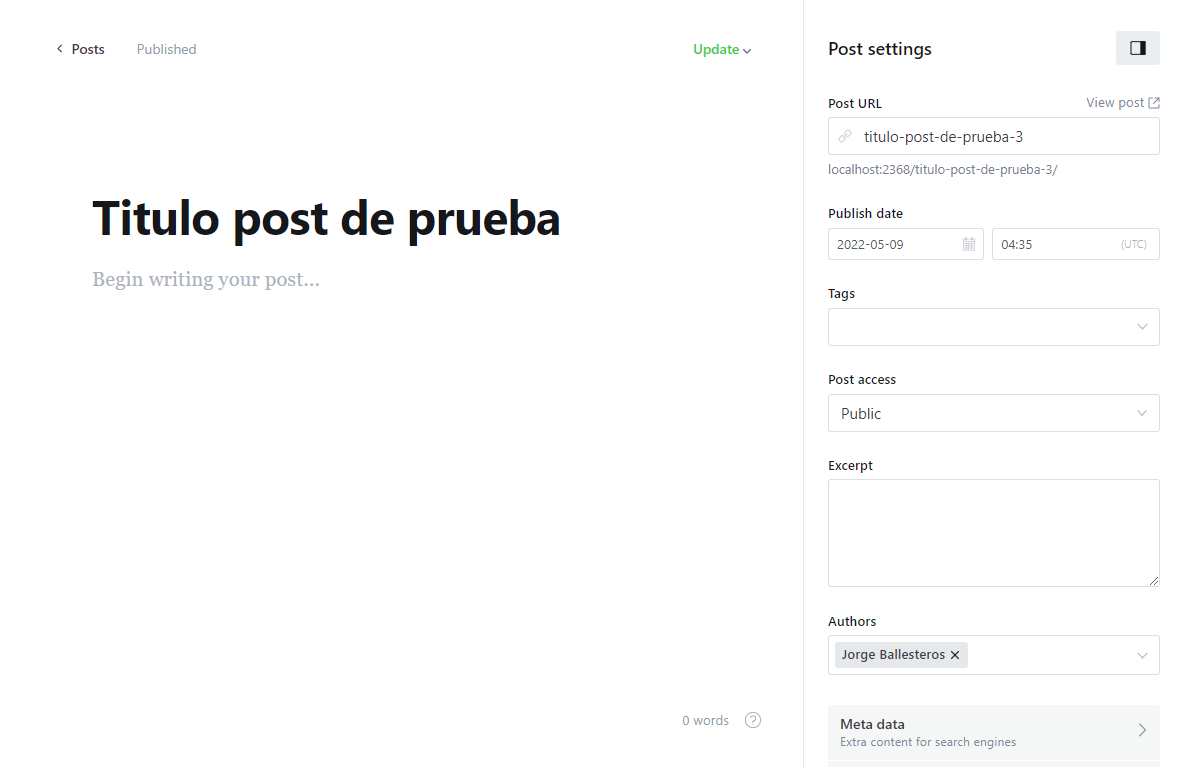 Posts
Published
Update
Titulo post de prueba
Begin writing your post...
0 words
?
Post settings
Post URL
View post
titulo-post-de-prueba-3
localhost:2368/titulo-post-de-prueba-3/
Publish date
2022-05-09
04:35
(UTC)
Tags
Post access
Public
Excerpt
Authors
Jorge Ballesteros ×
Meta data
Extra content for search engines